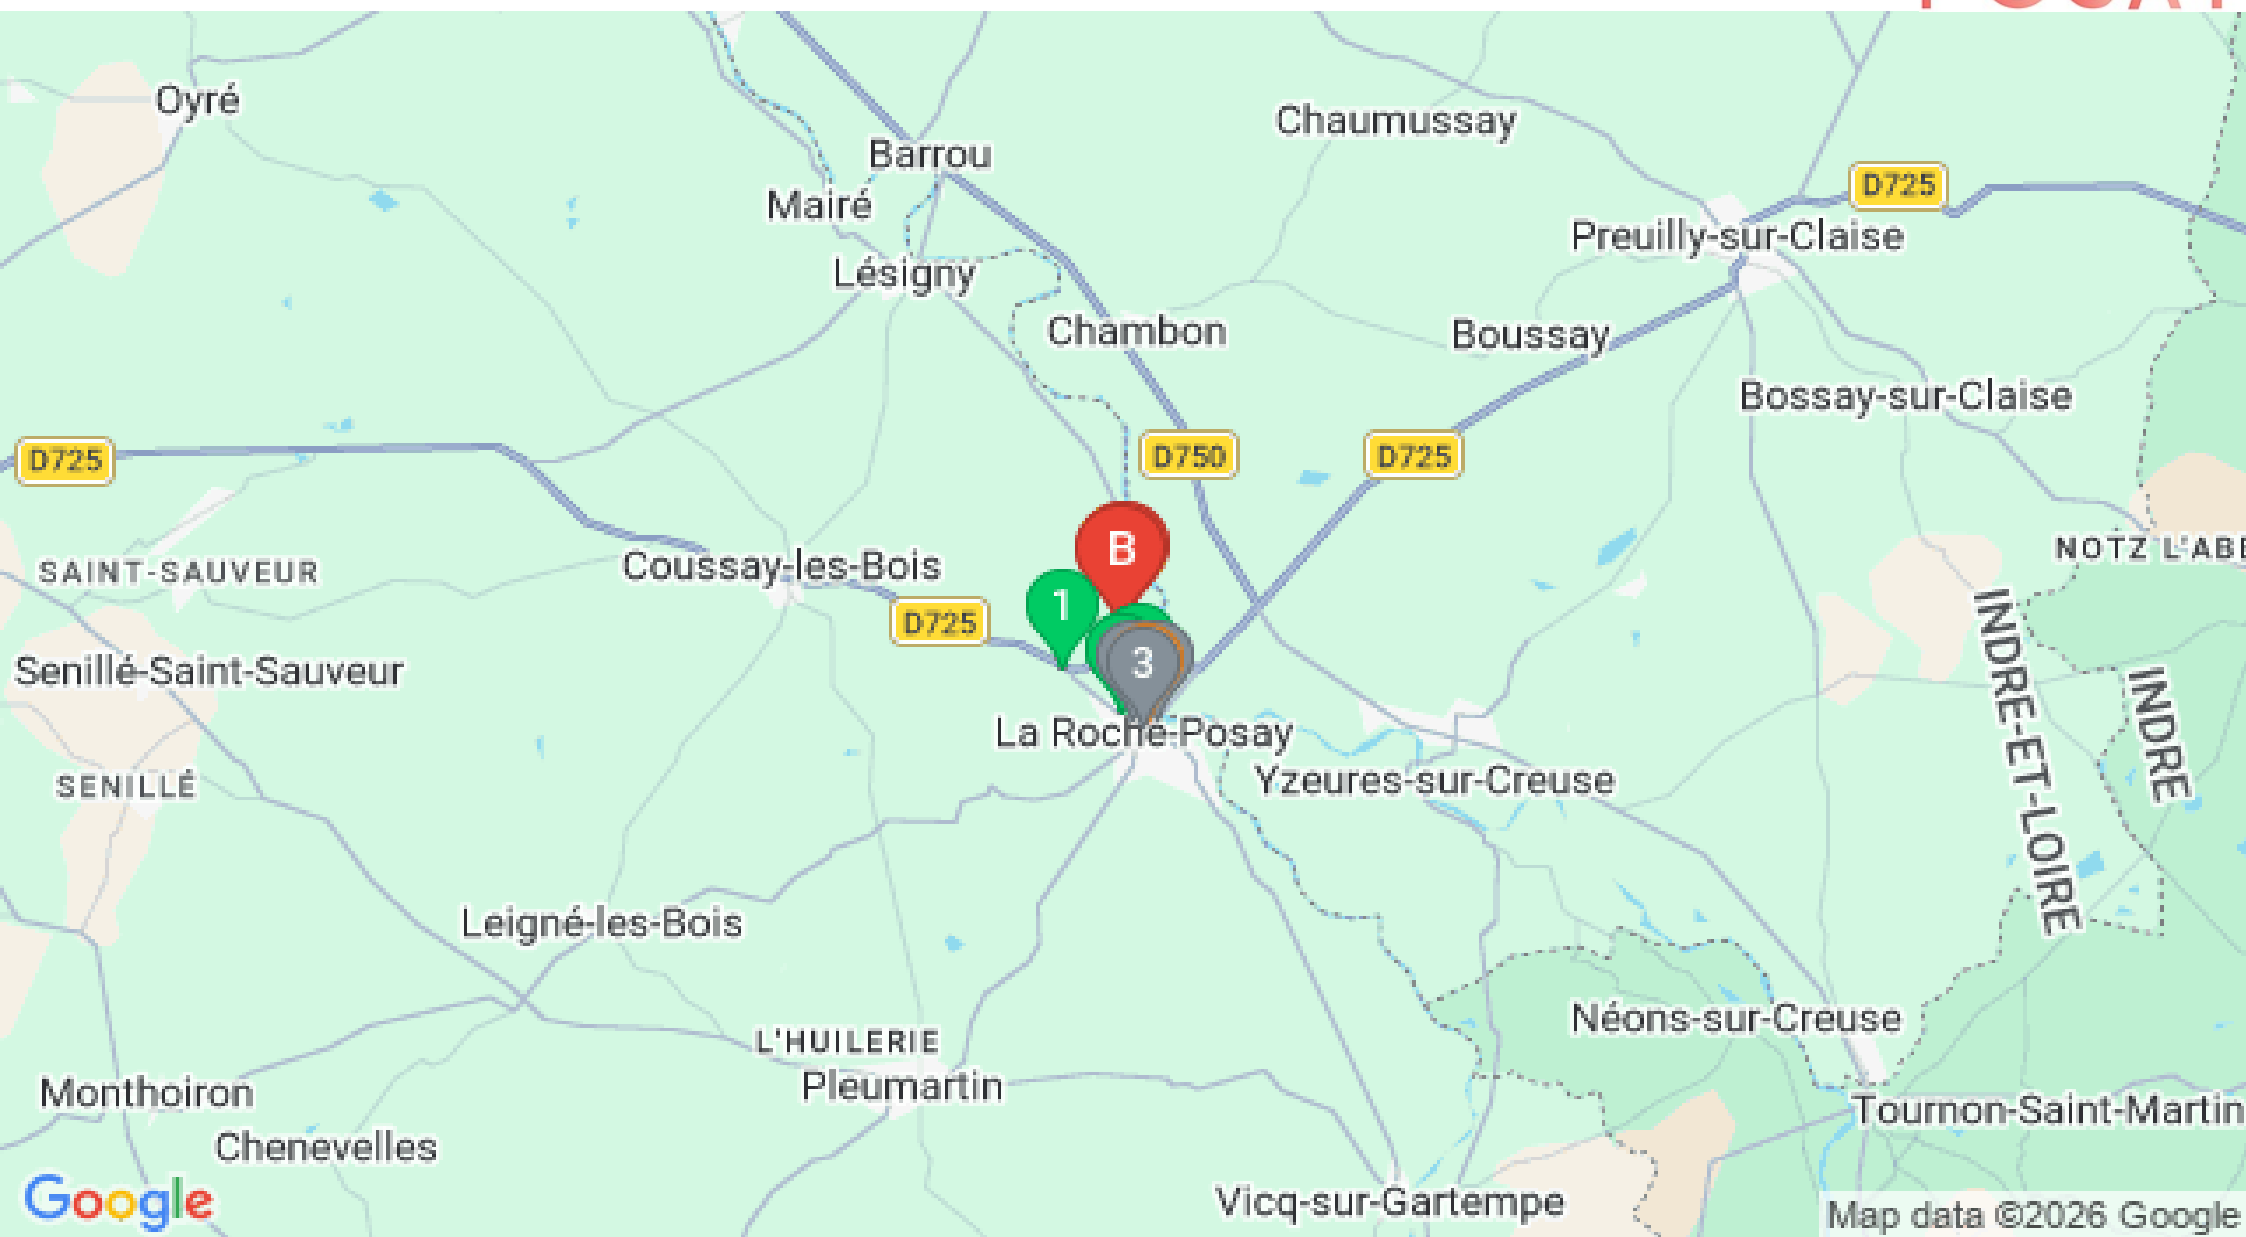 Oyré
Chaumussay
Barrou
D725
Mairé
Preuilly-sur-Claise
Lésigny
Chambon
Boussay
Bossay-sur-Claise
D725
D750
D725
B
SAINT-SAUVEUR
Coussay-les-Bois
NOTZ L'ABB
1
D725
INDRE-ET-LOIRE
INDRE
Senillé-Saint-Sauveur
3
La Roche-Posay
SENILLÉ
Yzeures-sur-Creuse
Leigné-les-Bois
Néons-sur-Creuse
L'HUILERIE
Pleumartin
Monthoiron
Tournon-Saint-Martin
Chenevelles
Google
Vicq-sur-Gartempe
Map data ©2026 Google